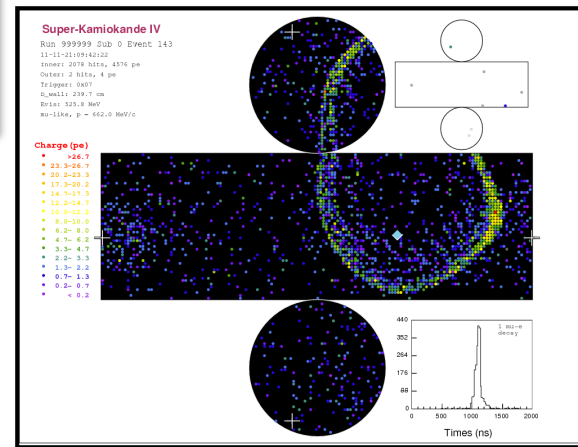 Super-Kamiokande IV
Run 999999 Sub 0 Event 143
11-11-21:09:42:22
Inner: 2078 hits, 4576 pe
Outer: 2 hits, 4 pe
Trigger: 0x07
D_wall: 239.7 cm
Evis: 525.8 MeV
mu-like, p = 662.0 MeV/c
Charge(pe)
>26.7
23.3-26.7
20.2-23.3
17.3-20.2
14.7-17.3
12.2-14.7
10.0-12.2
8.0-10.0
6.2- 8.0
4.7- 6.2
3.3- 4.7
2.2- 3.3
1.3- 2.2
0.7- 1.3
0.2- 0.7
< 0.2
1 mu-e
decay
440
352
264
176
88
0
0 500 1000 1500 2000
Times (ns)